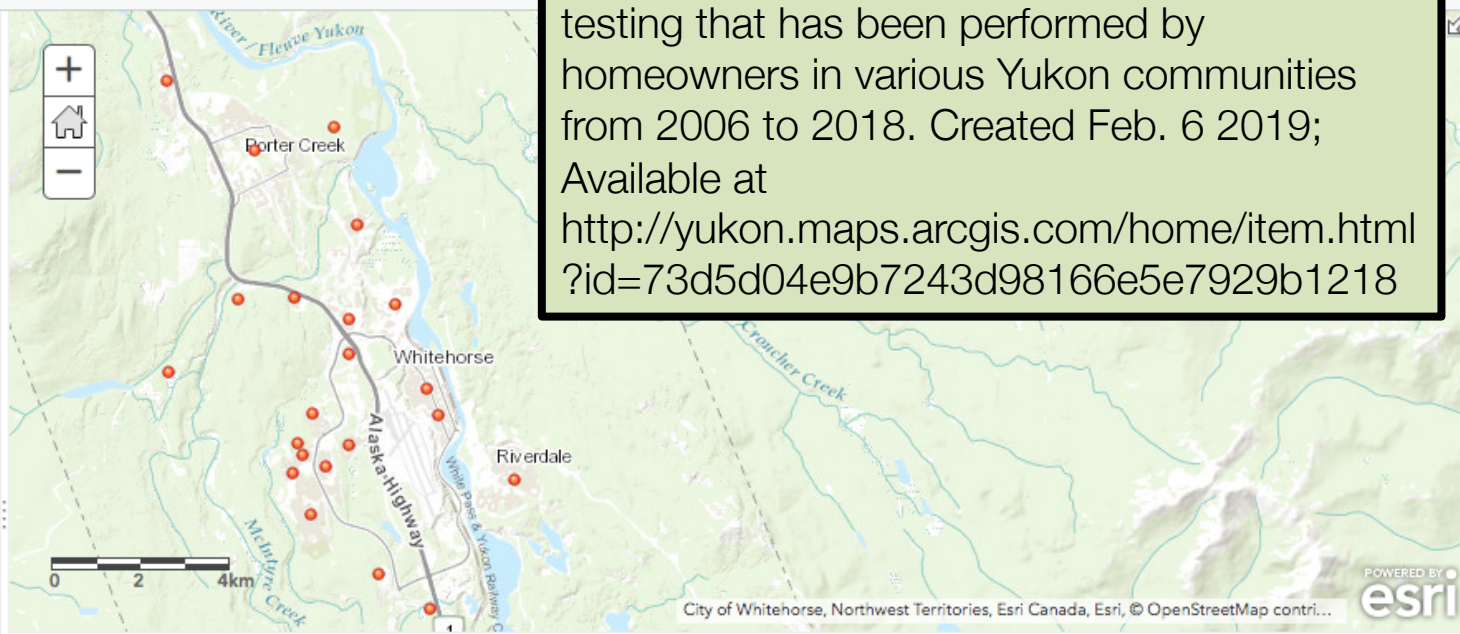 testing that has been performed by
homeowners in various Yukon communities
from 2006 to 2018. Created Feb. 6 2019;
Available at
http://yukon.maps.arcgis.com/home/item.html
?id=73d5d04e9b7243d98166e5e7929b1218
River / Fleuve Yukon
+
−
Porter Creek
Whitehorse
Croucher Creek
Alaska Highway
Riverdale
White Pass & Yukon Railway C
McIntyre Creek
0 2 4km
1
City of Whitehorse, Northwest Territories, Esri Canada, Esri, © OpenStreetMap contri...
POWERED BY
esri